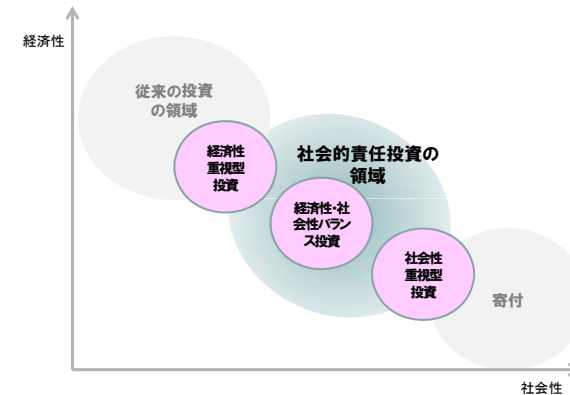 経済性
従来の投資
の領域
経済性
重視型
投資
社会的責任投資の
領域
経済性・社
会性バラン
ス投資
社会性
重視型
投資
寄付
社会性